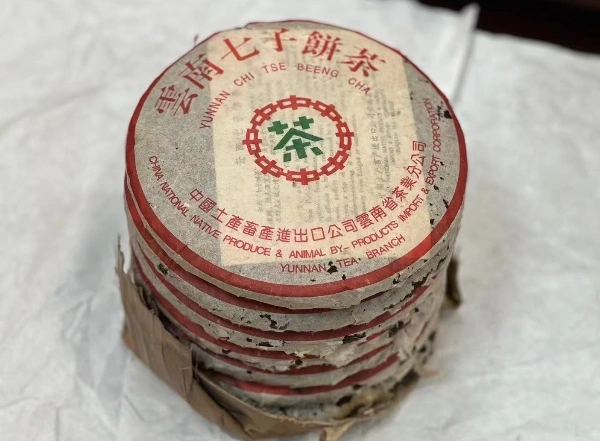 雲南七子餅茶
YUNNAN CHI TSE BEENG CHA
茶
中國土產畜產進出口公司雲南省茶業分公司
CHINA NATIONAL NATIVE PRODUCE & ANIMAL BY-PRODUCTS IMPORT & EXPORT CORPORATION
YUNNAN TEA BRANCH